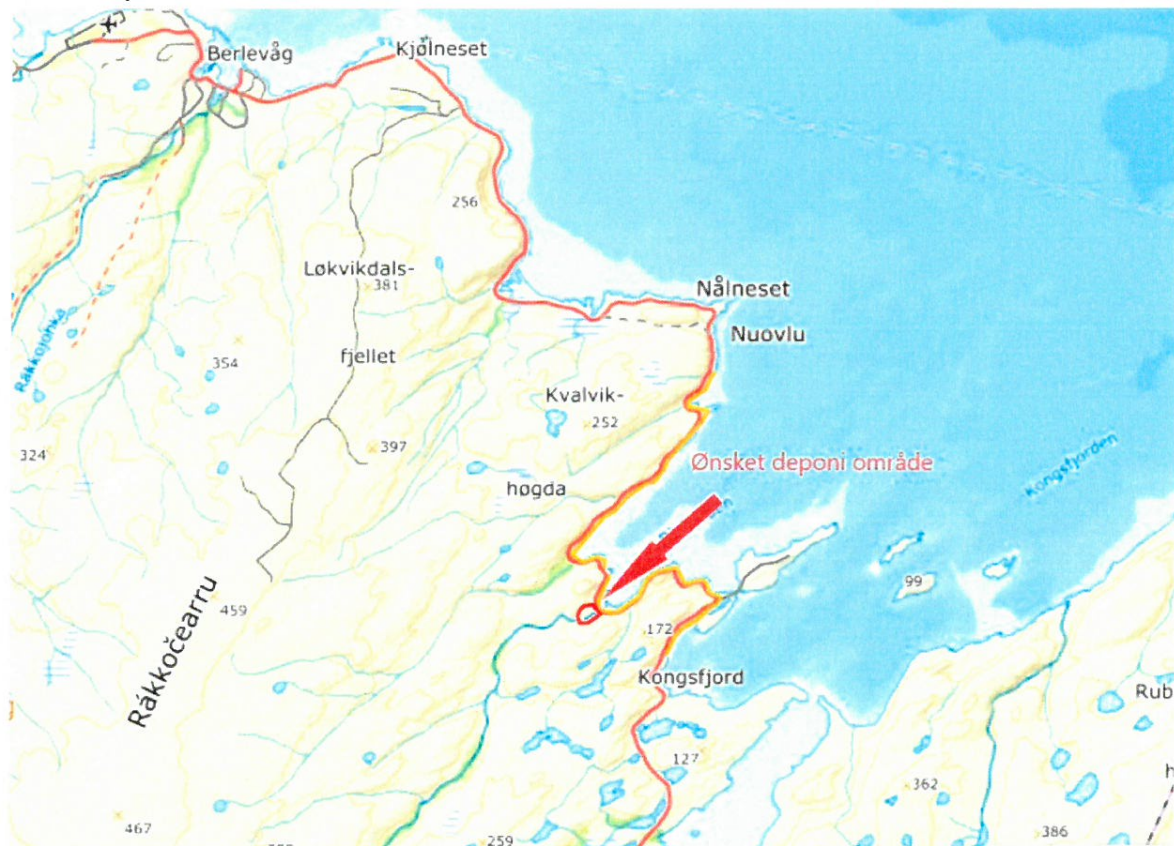 Berlevåg
Kjølneset
256
Løkvikdals-
381
Nålneset
Nuovlu
Rákkojohka
354
fjellet
Kvalvik-
252
324
397
Ønsket deponi område
høgda
Kongsfjorden
99
459
172
Rákkočearru
Kongsfjord
Rub
127
h
362
467
259
386